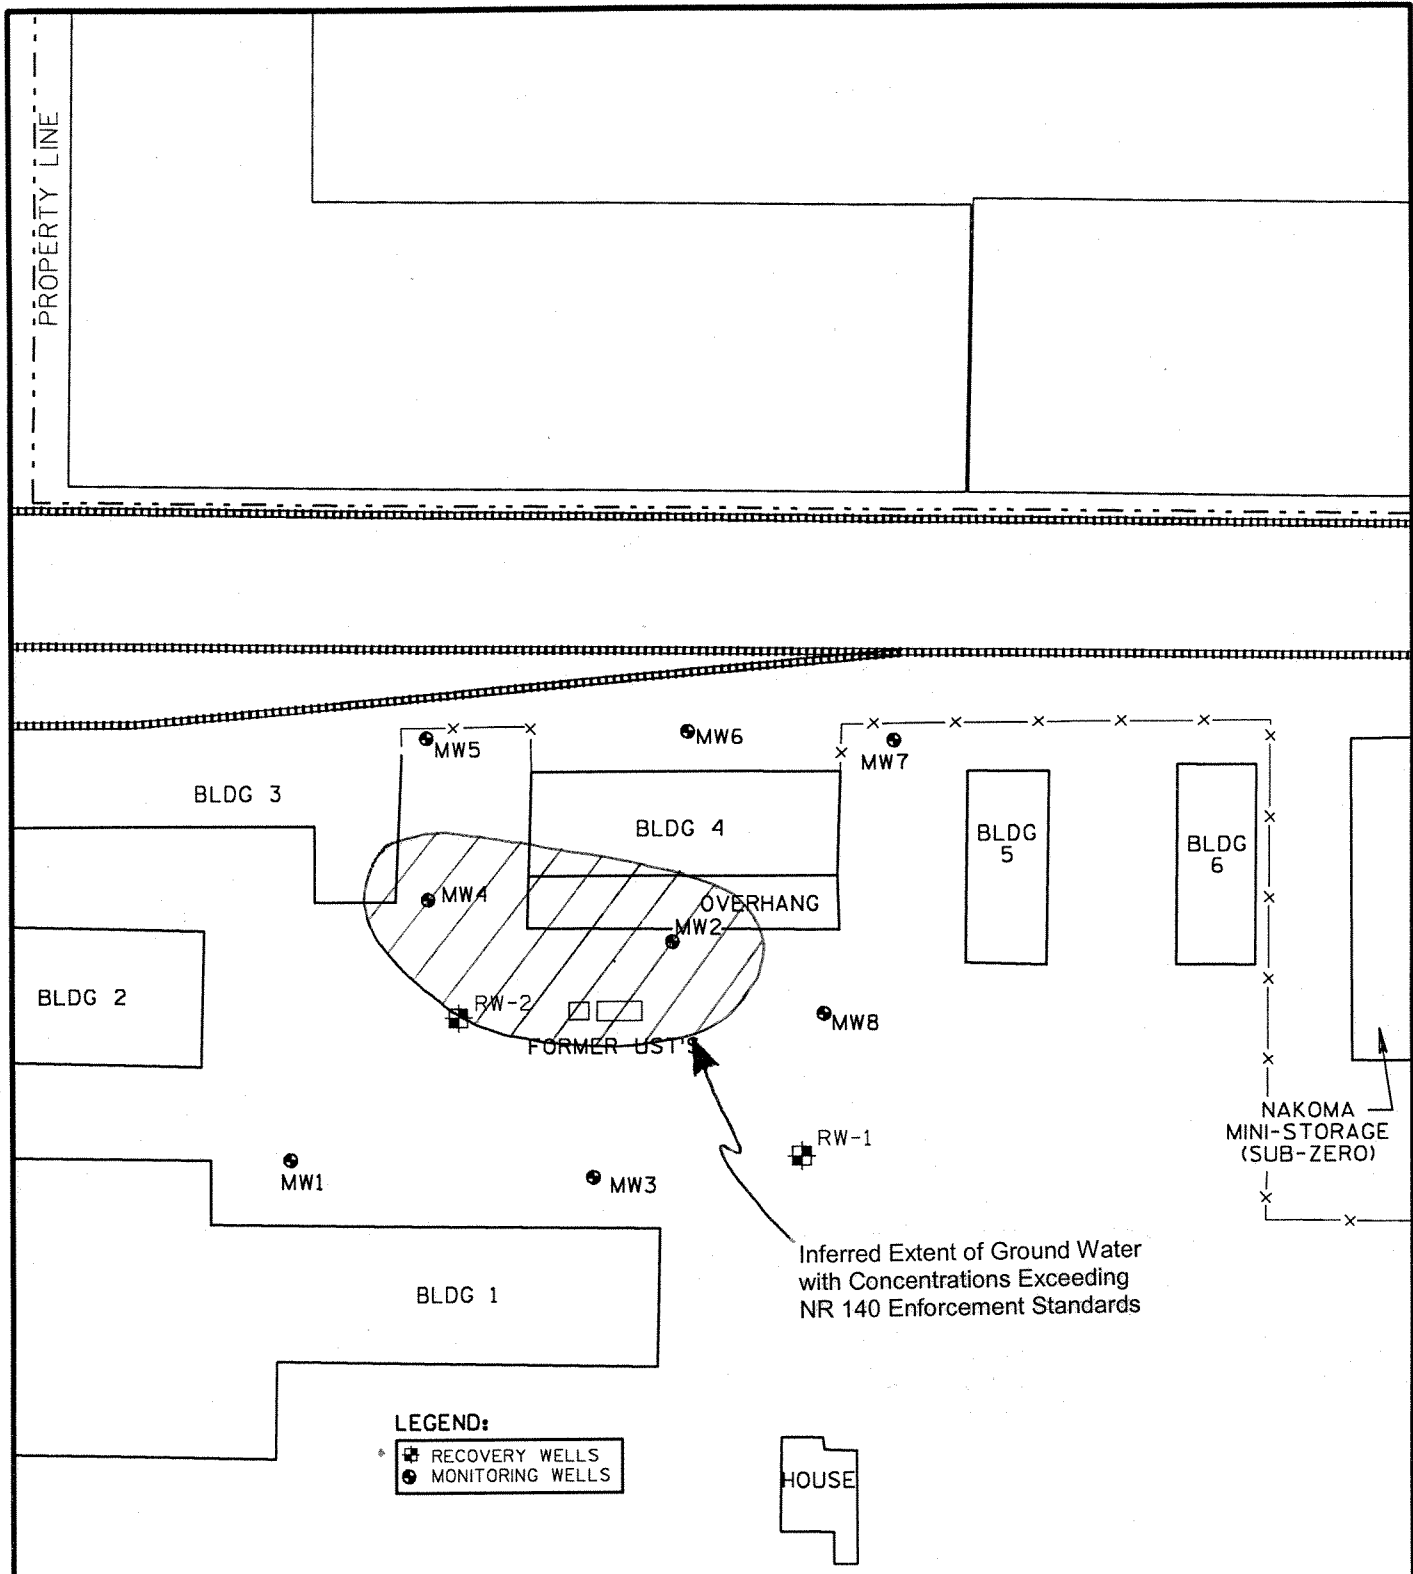 PROPERTY LINE
MW5
MW6
MW7
BLDG 3
BLDG 4
BLDG
5
BLDG
6
MW4
OVERHANG
MW2
BLDG 2
RW-2
MW8
FORMER UST'S
NAKOMA
MINI-STORAGE
(SUB-ZERO)
RW-1
MW1
MW3
Inferred Extent of Ground Water
with Concentrations Exceeding
NR 140 Enforcement Standards
BLDG 1
LEGEND:
RECOVERY WELLS
MONITORING WELLS
HOUSE